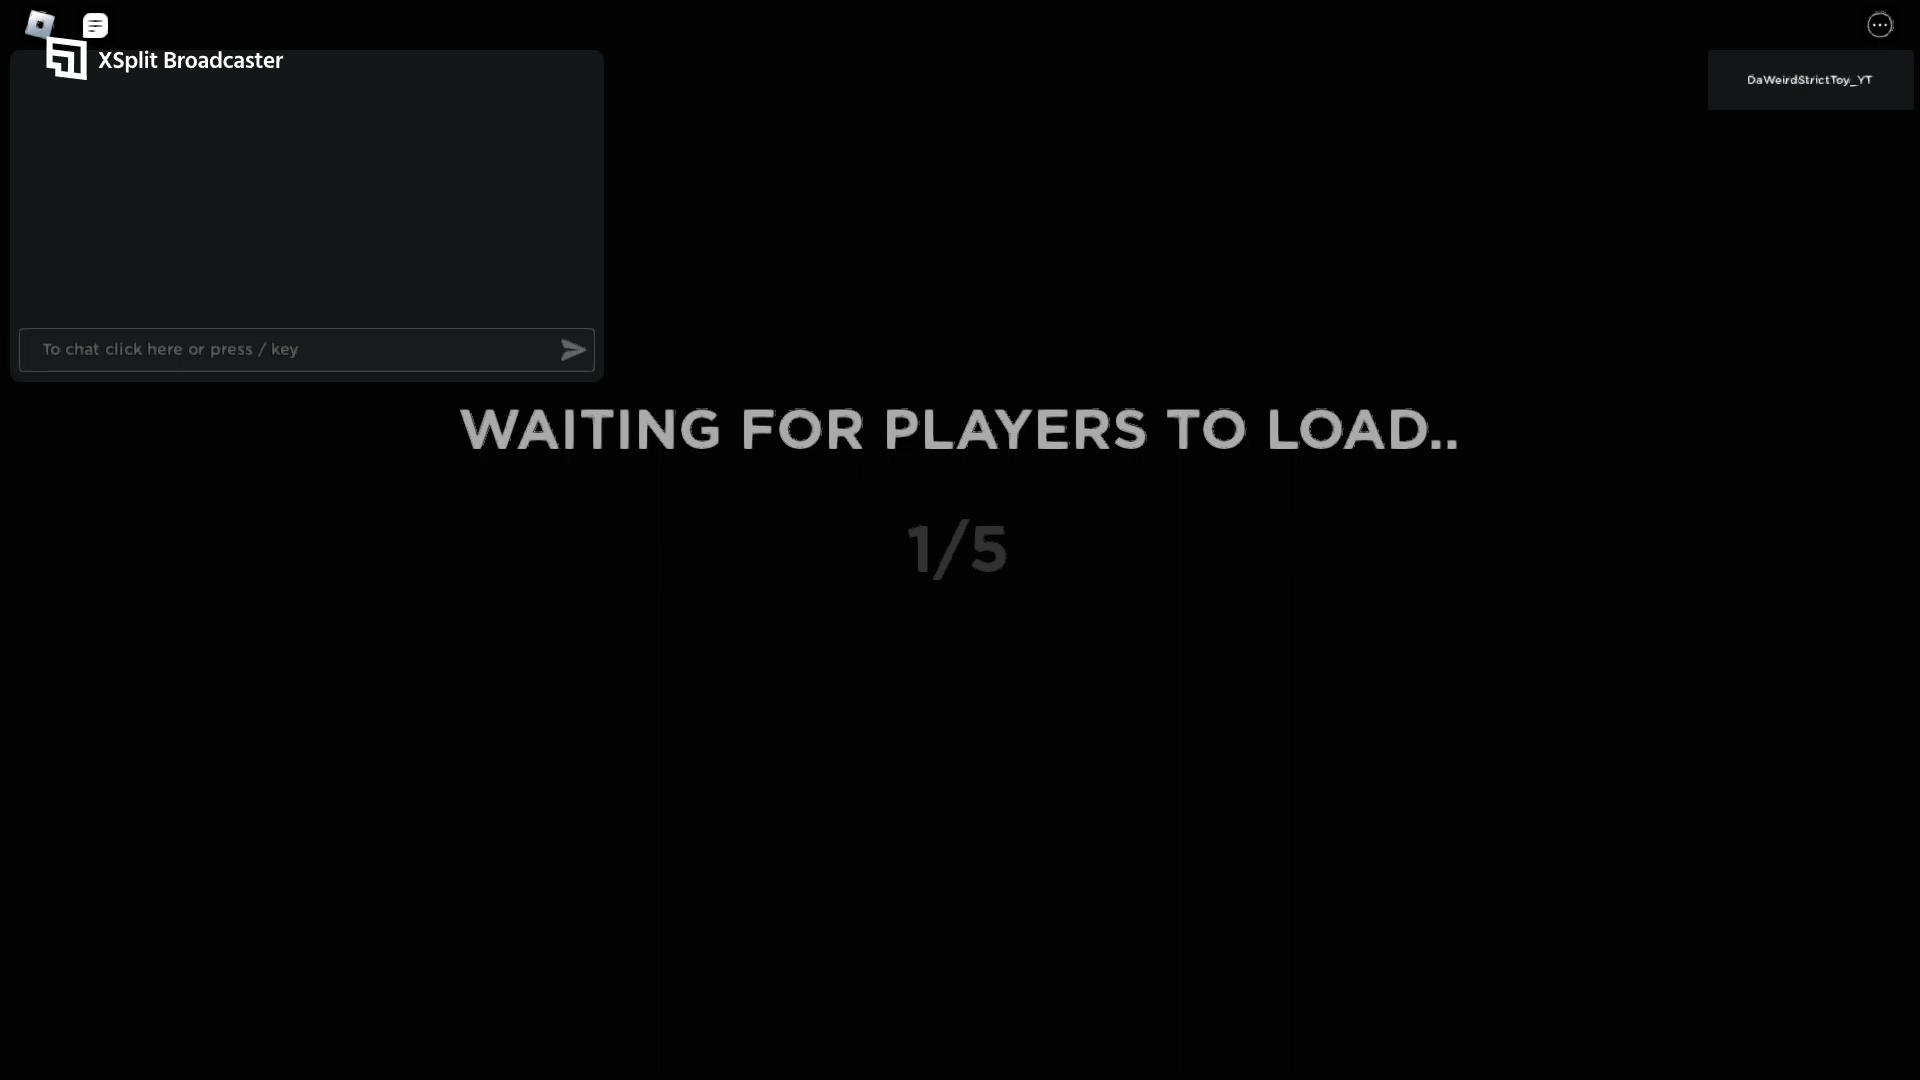 XSplit Broadcaster
DaWeirdStrictToy_YT
To chat click here or press / key
WAITING FOR PLAYERS TO LOAD..
1/5